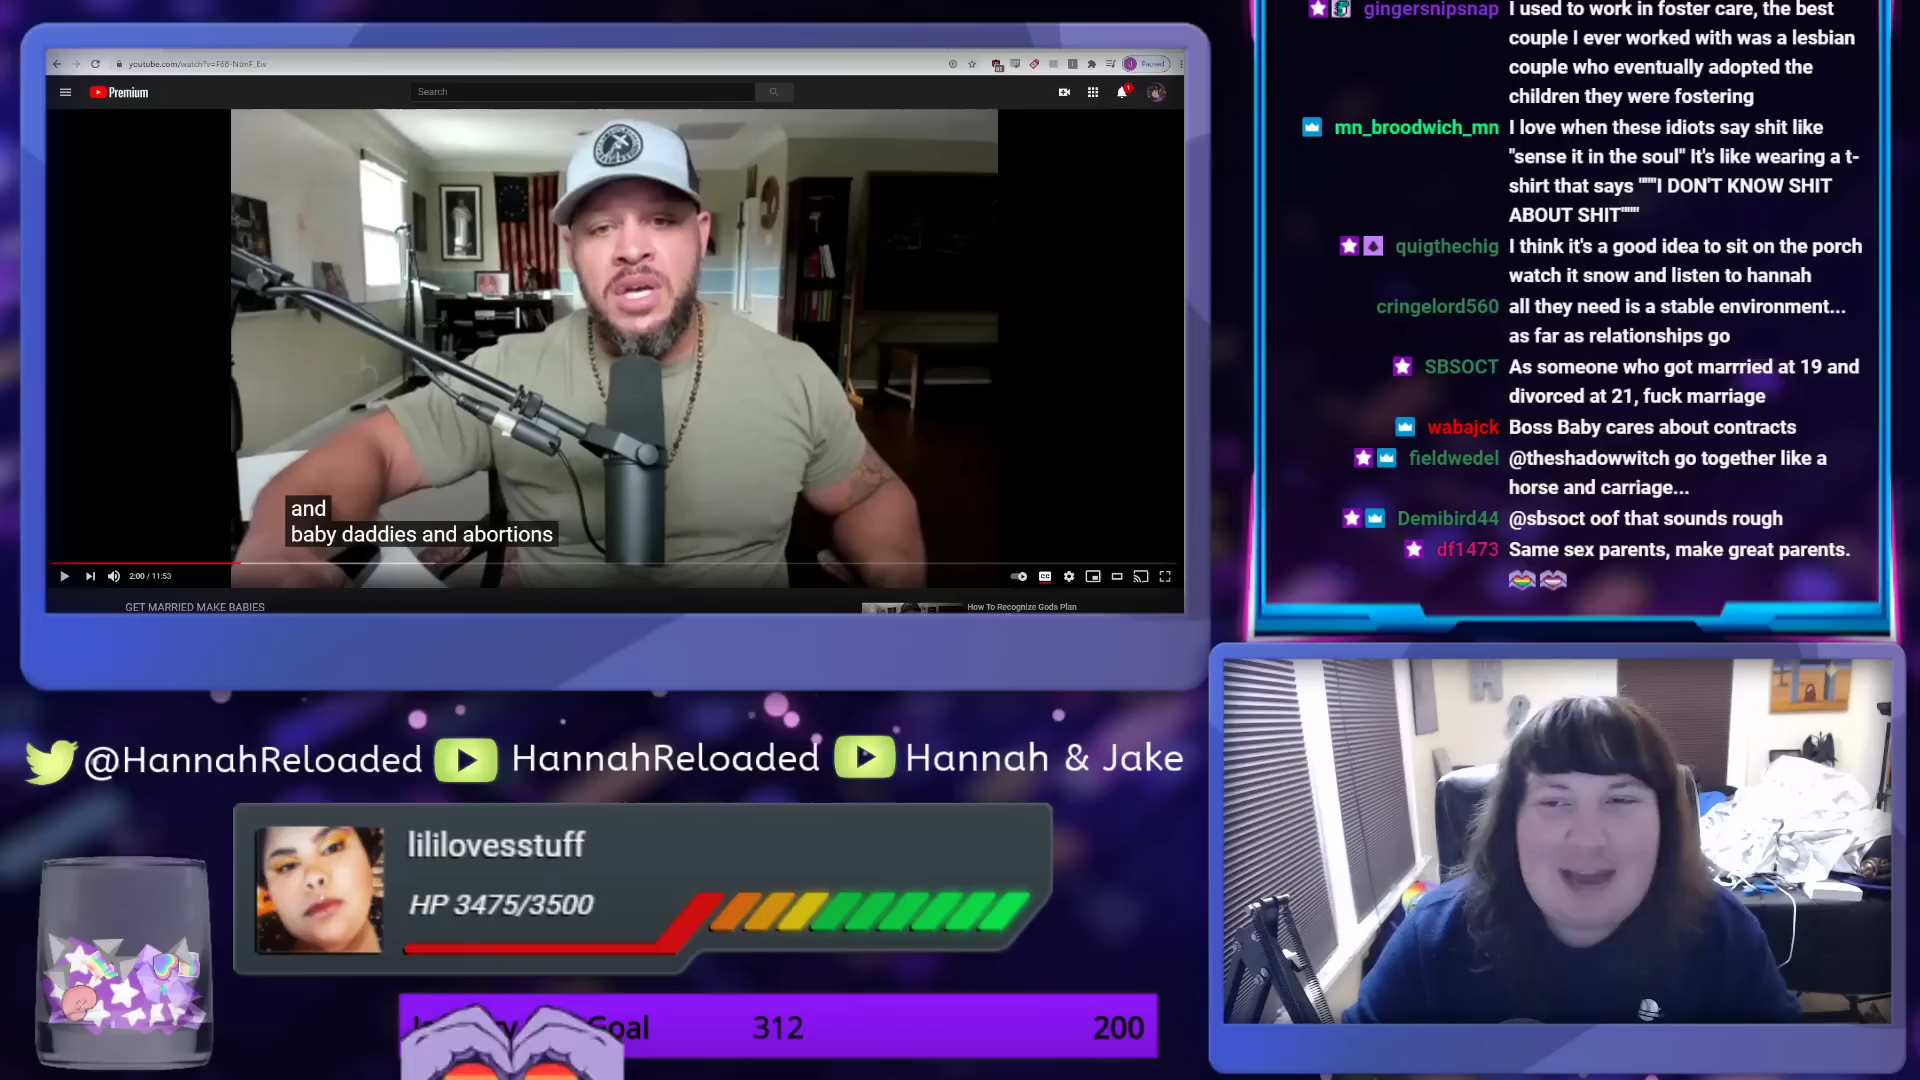 youtube.com/watch?v=F68-NtmF_Ew
Paused
Premium
Search
1
and
baby daddies and abortions
2:00 / 11:53
GET MARRIED MAKE BABIES
How To Recognize Gods Plan
gingersnipsnap I used to work in foster care, the best
couple I ever worked with was a lesbian
couple who eventually adopted the
children they were fostering
mn_broodwich_mn I love when these idiots say shit like
"sense it in the soul" It's like wearing a t-
shirt that says """I DON'T KNOW SHIT
ABOUT SHIT"""
quigthechig I think it's a good idea to sit on the porch
watch it snow and listen to hannah
cringelord560 all they need is a stable environment...
as far as relationships go
SBSOCT As someone who got marrried at 19 and
divorced at 21, fuck marriage
wabajck Boss Baby cares about contracts
fieldwedel @theshadowwitch go together like a
horse and carriage...
Demibird44 @sbsoct oof that sounds rough
df1473 Same sex parents, make great parents.
@HannahReloaded HannahReloaded Hannah & Jake
lililovesstuff
HP 3475/3500
Goal 312 200